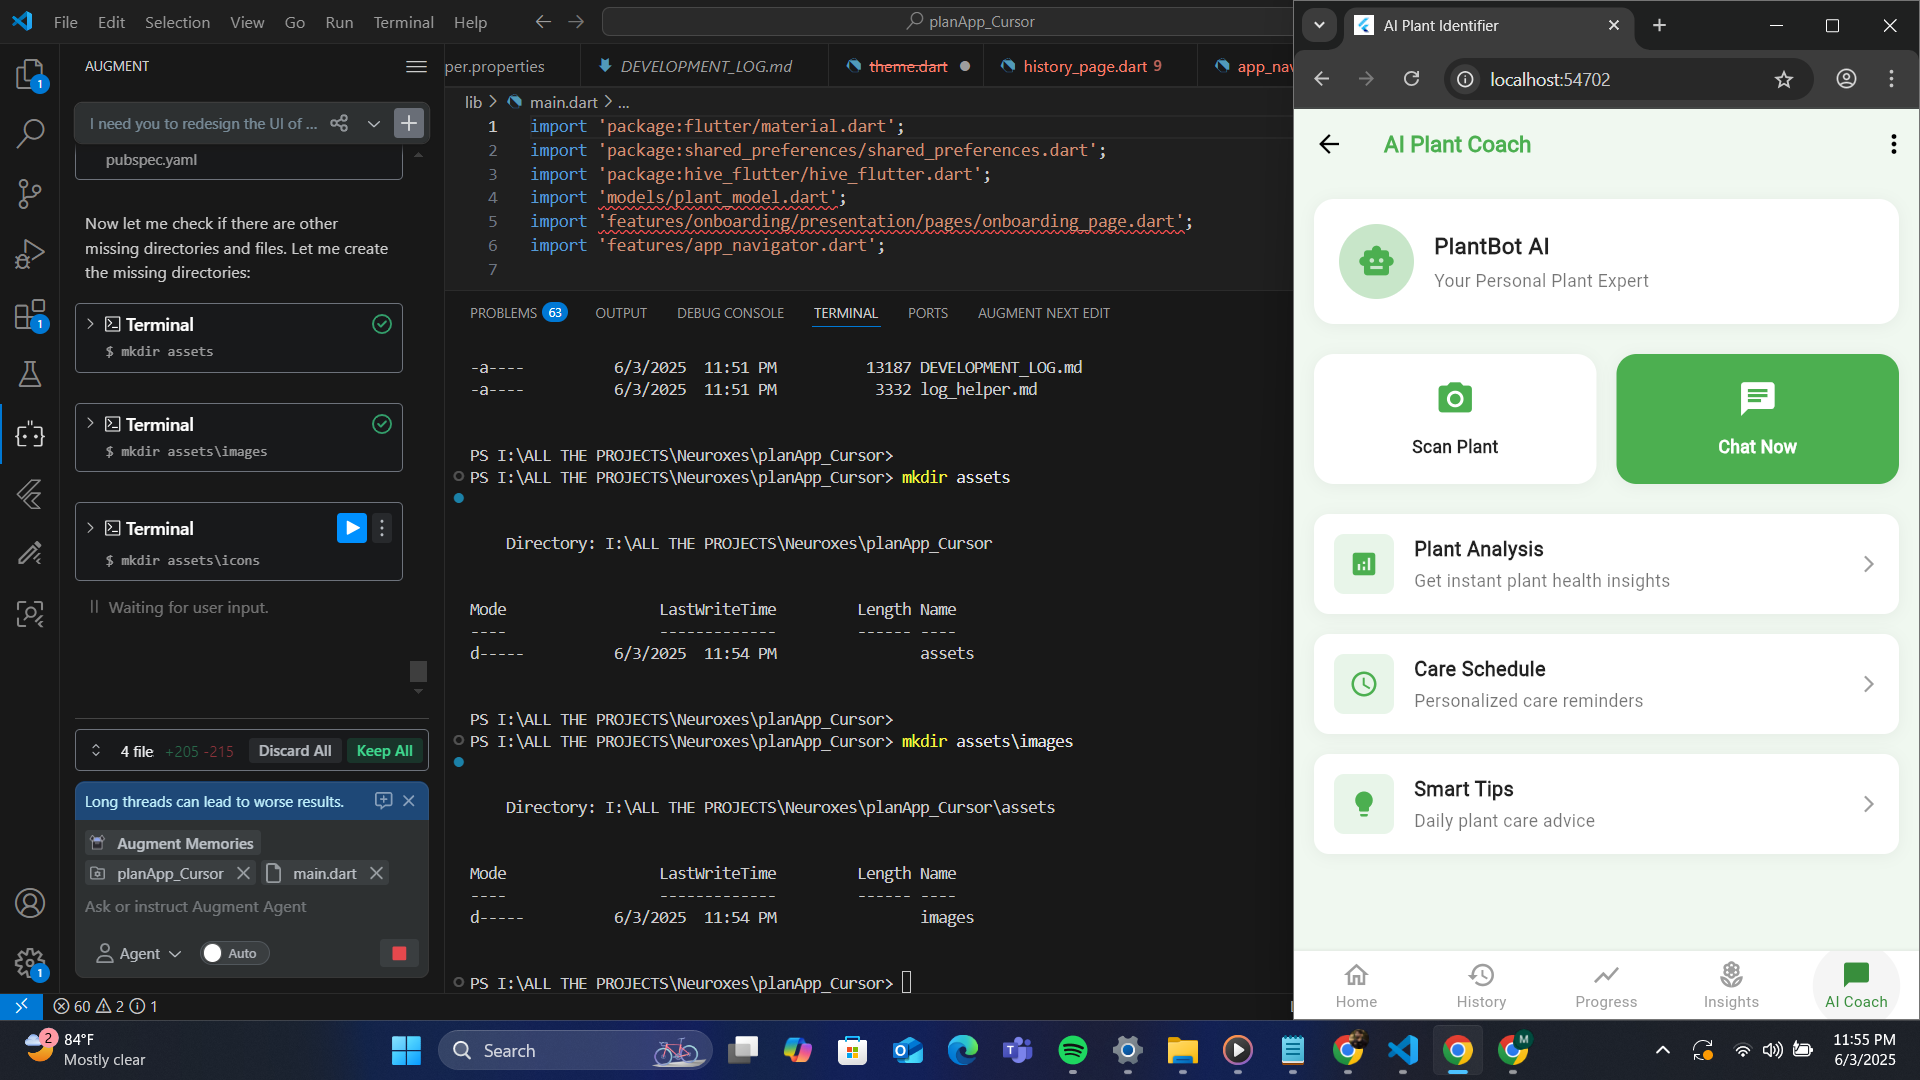 File Edit Selection View Go Run Terminal Help
planApp_Cursor
AUGMENT
I need you to redesign the UI of ...
pubspec.yaml
Now let me check if there are other
missing directories and files. Let me create
the missing directories:
Terminal
$ mkdir assets
Terminal
$ mkdir assets\images
Terminal
$ mkdir assets\icons
Waiting for user input.
4 file +205 -215 Discard All Keep All
Long threads can lead to worse results.
Augment Memories
planApp_Cursor main.dart
Ask or instruct Augment Agent
Agent Auto
1
1
1
60 2 1
per.properties DEVELOPMENT_LOG.md theme.dart history_page.dart 9 app_nav
lib > main.dart > ...
1 import 'package:flutter/material.dart';
2 import 'package:shared_preferences/shared_preferences.dart';
3 import 'package:hive_flutter/hive_flutter.dart';
4 import 'models/plant_model.dart';
5 import 'features/onboarding/presentation/pages/onboarding_page.dart';
6 import 'features/app_navigator.dart';
7
PROBLEMS 63 OUTPUT DEBUG CONSOLE TERMINAL PORTS AUGMENT NEXT EDIT
-a---- 6/3/2025 11:51 PM 13187 DEVELOPMENT_LOG.md
-a---- 6/3/2025 11:51 PM 3332 log_helper.md
PS I:\ALL THE PROJECTS\Neuroxes\planApp_Cursor>
PS I:\ALL THE PROJECTS\Neuroxes\planApp_Cursor> mkdir assets
Directory: I:\ALL THE PROJECTS\Neuroxes\planApp_Cursor
Mode LastWriteTime Length Name
---- ------------- ------ ----
d----- 6/3/2025 11:54 PM assets
PS I:\ALL THE PROJECTS\Neuroxes\planApp_Cursor>
PS I:\ALL THE PROJECTS\Neuroxes\planApp_Cursor> mkdir assets\images
Directory: I:\ALL THE PROJECTS\Neuroxes\planApp_Cursor\assets
Mode LastWriteTime Length Name
---- ------------- ------ ----
d----- 6/3/2025 11:54 PM images
PS I:\ALL THE PROJECTS\Neuroxes\planApp_Cursor>
AI Plant Identifier
localhost:54702
AI Plant Coach
PlantBot AI
Your Personal Plant Expert
Scan Plant
Chat Now
Plant Analysis
Get instant plant health insights
Care Schedule
Personalized care reminders
Smart Tips
Daily plant care advice
Home History Progress Insights AI Coach
2
84°F
Mostly clear
Search
M
11:55 PM
6/3/2025